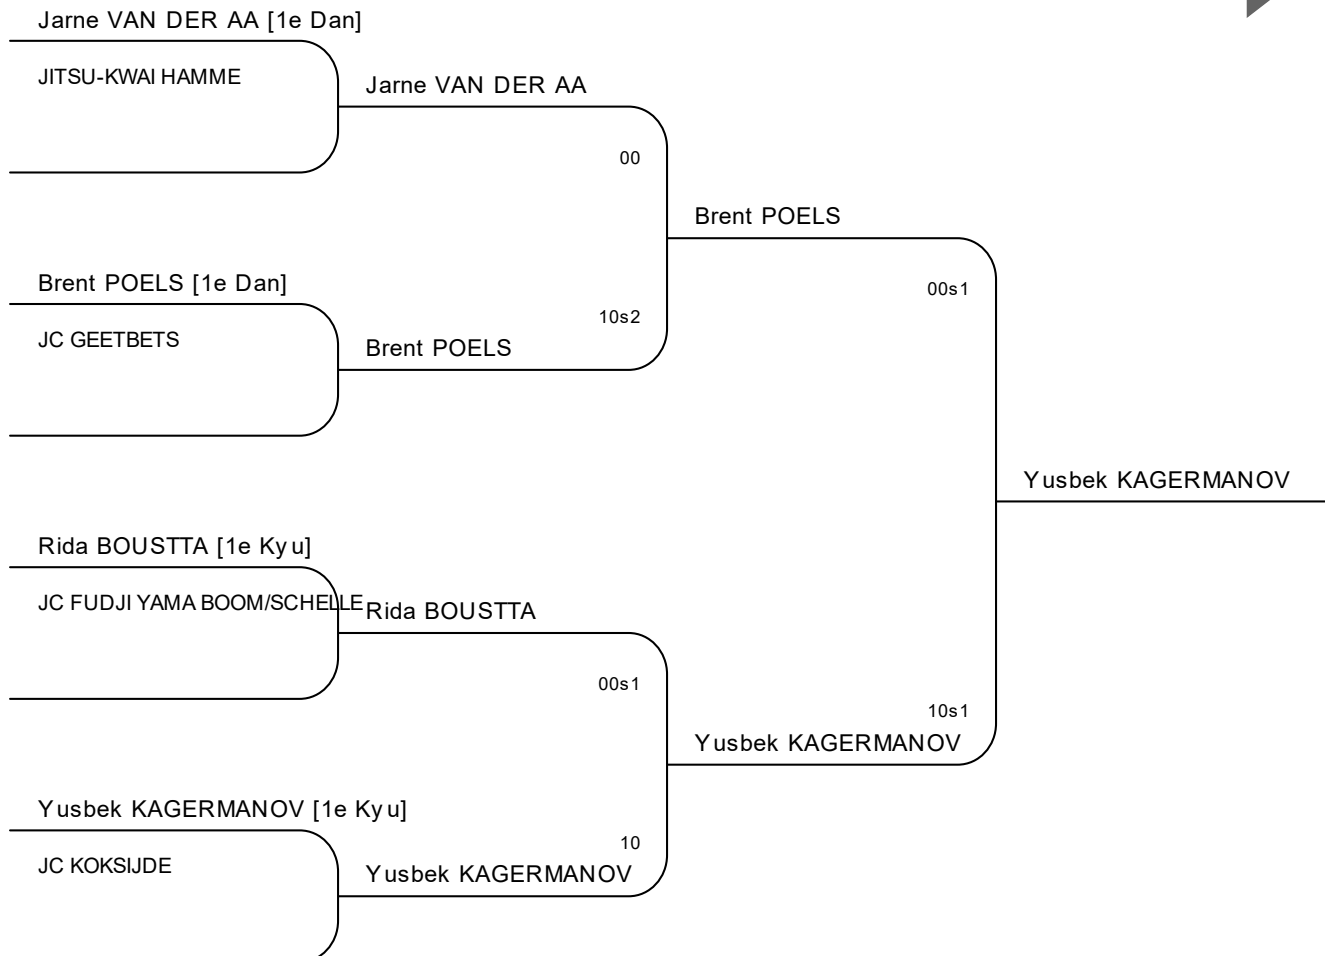 Jarne VAN DER AA [1e Dan]
JITSU-KWAI HAMME
Jarne VAN DER AA
00
Brent POELS
Brent POELS [1e Dan]
00s1
10s2
JC GEETBETS
Brent POELS
Yusbek KAGERMANOV
Rida BOUSTTA [1e Kyu]
JC FUDJI YAMA BOOM/SCHELLE
Rida BOUSTTA
00s1
10s1
Yusbek KAGERMANOV
Yusbek KAGERMANOV [1e Kyu]
10
JC KOKSIJDE
Yusbek KAGERMANOV